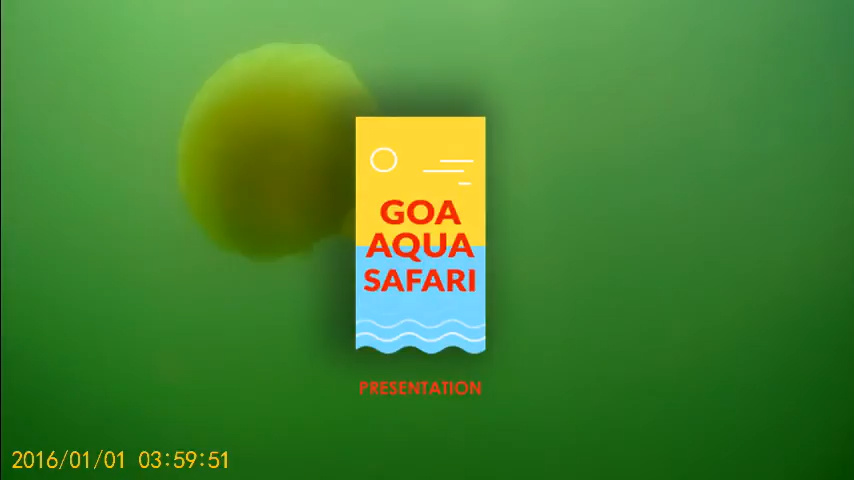 GOA
AQUA
SAFARI
PRESENTATION
2016/01/01 03:59:51